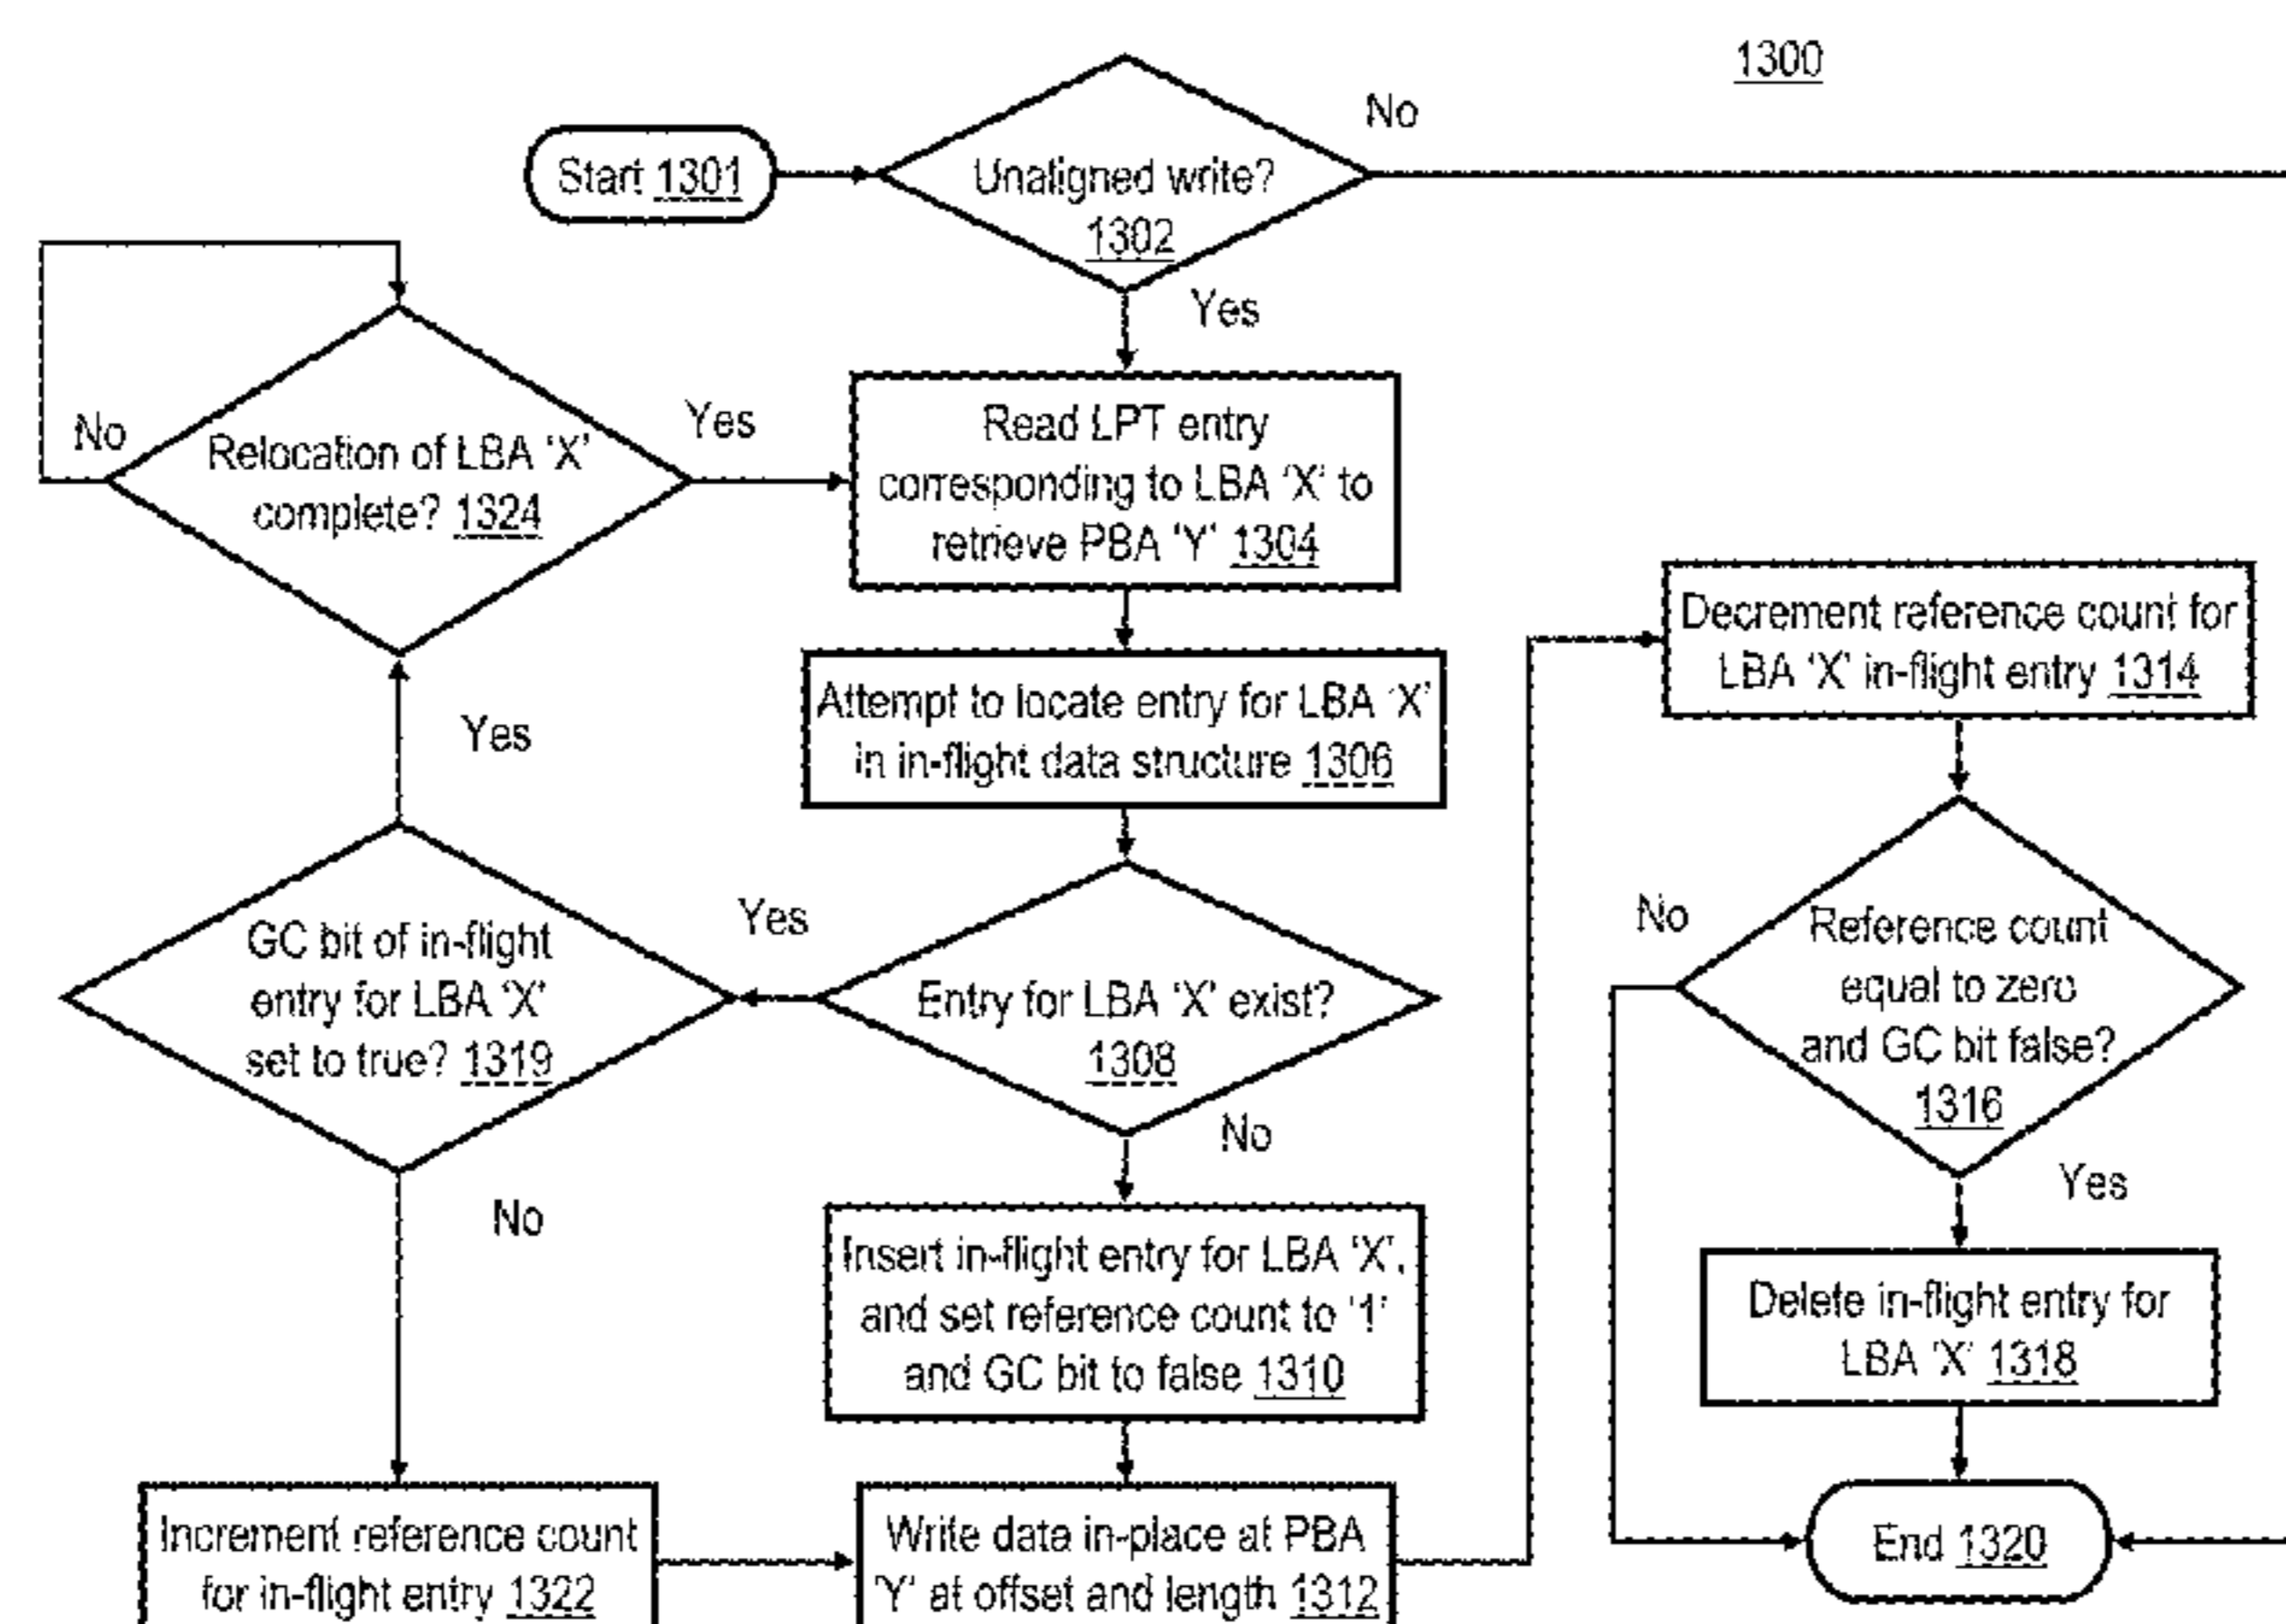 1300
No
Start 1301
Unaligned write?
1302
Yes
No
Relocation of LBA ‘X’
complete? 1324
Yes
Read LPT entry
corresponding to LBA ‘X’ to
retrieve PBA ‘Y’ 1304
Attempt to locate entry for LBA ‘X’
in in-flight data structure 1306
Yes
GC bit of in-flight
entry for LBA ‘X’
set to true? 1319
Yes
Entry for LBA ‘X’ exist?
1308
No
No
Insert in-flight entry for LBA ‘X’,
and set reference count to ‘1’
and GC bit to false 1310
Increment reference count
for in-flight entry 1322
Write data in-place at PBA
‘Y’ at offset and length 1312
Decrement reference count for
LBA ‘X’ in-flight entry 1314
No
Reference count
equal to zero
and GC bit false?
1316
Yes
Delete in-flight entry for
LBA ‘X’ 1318
End 1320